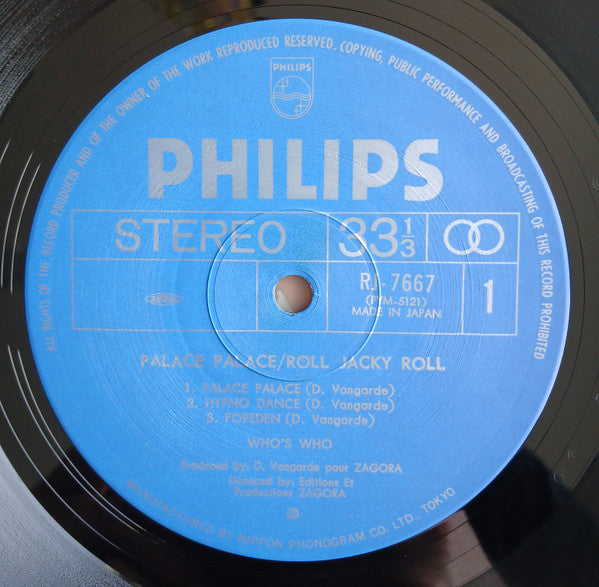 ALL RIGHTS OF THE RECORD PRODUCER AND OF THE OWNER OF THE WORK REPRODUCED RESERVED. COPYING, PUBLIC PERFORMANCE AND BROADCASTING OF THIS RECORD PROHIBITED
PHILIPS
PHILIPS
STEREO 33 1/3
RJ-7667
(PYM-5121)
MADE IN JAPAN
1
PALACE PALACE/ROLL JACKY ROLL
1. PALACE PALACE (D. Vangarde)
2. HYPNO DANCE (D. Vangarde)
3. POPEDEN (D. Vangarde)
WHO'S WHO
Produced by: D. Vangarde pour ZAGORA
Licensed by: Editions Et
Productions ZAGORA
MANUFACTURED BY NIPPON PHONOGRAM CO. LTD., TOKYO